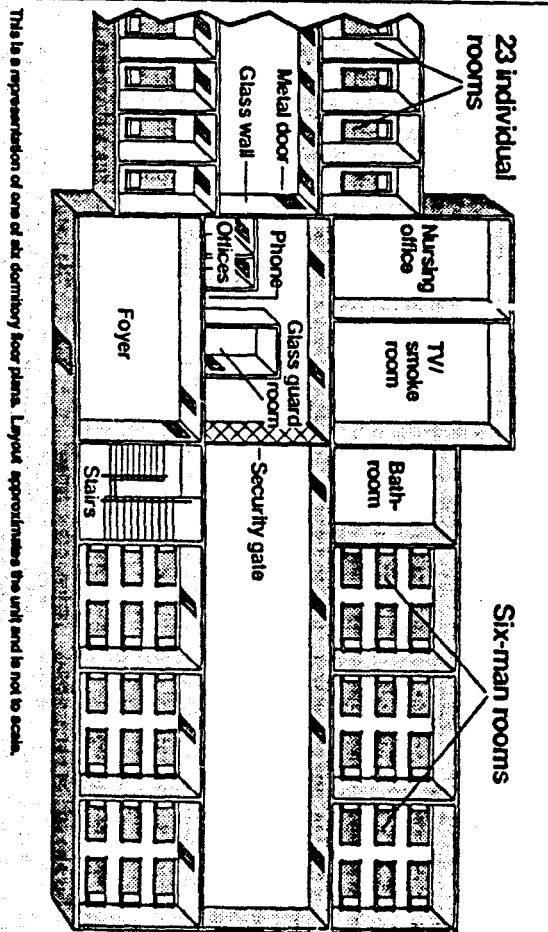 23 individual
rooms
Metal door
Glass wall
Nursing
office
TV/
smoke
room
Bath-
room
Six-man rooms
Phone
Offices
Glass guard
room
Security gate
Foyer
Stairs
This is a representation of one of six dormitory floor plans. Layout approximates the unit and is not to scale.